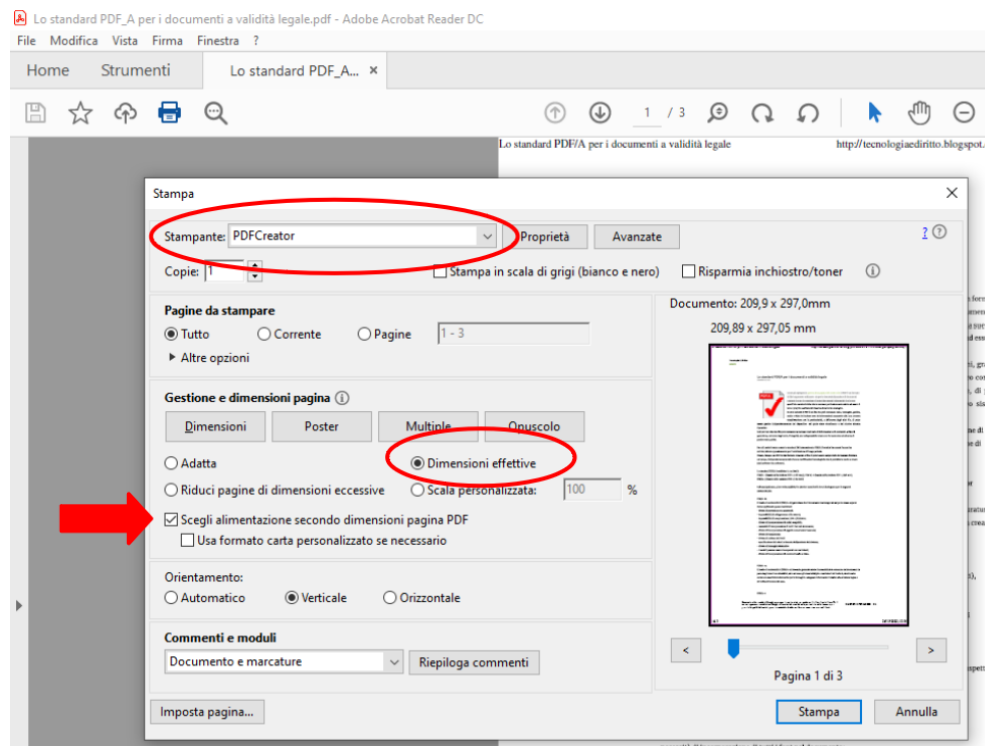 Lo standard PDF_A per i documenti a validità legale.pdf - Adobe Acrobat Reader DC
File Modifica Vista Firma Finestra ?
Home Strumenti Lo standard PDF_A... ×
1 / 3
Lo standard PDF/A per i documenti a validità legale http://tecnologiaediritto.blogspot.
Stampa
Stampante: PDFCreator Proprietà Avanzate ?
Copie: 1 Stampa in scala di grigi (bianco e nero) Risparmia inchiostro/toner
Pagine da stampare
Tutto Corrente Pagine 1 - 3
Altre opzioni
Documento: 209,9 x 297,0mm
209,89 x 297,05 mm
Gestione e dimensioni pagina
Dimensioni Poster Multiple Opuscolo
Adatta Dimensioni effettive
Riduci pagine di dimensioni eccessive Scala personalizzata: 100 %
Scegli alimentazione secondo dimensioni pagina PDF
Usa formato carta personalizzato se necessario
Orientamento:
Automatico Verticale Orizzontale
Commenti e moduli
Documento e marcature Riepiloga commenti
< >
Pagina 1 di 3
Imposta pagina... Stampa Annulla